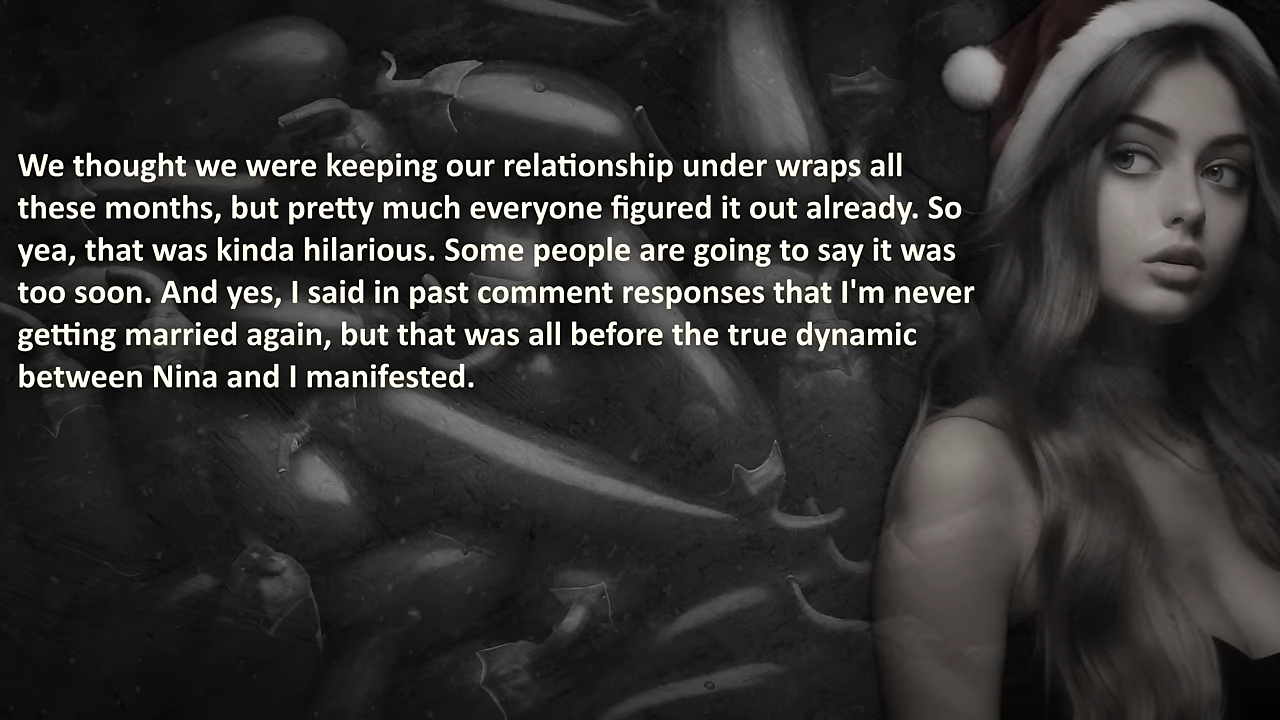 We thought we were keeping our relationship under wraps all
these months, but pretty much everyone figured it out already. So
yea, that was kinda hilarious. Some people are going to say it was
too soon. And yes, I said in past comment responses that I'm never
getting married again, but that was all before the true dynamic
between Nina and I manifested.